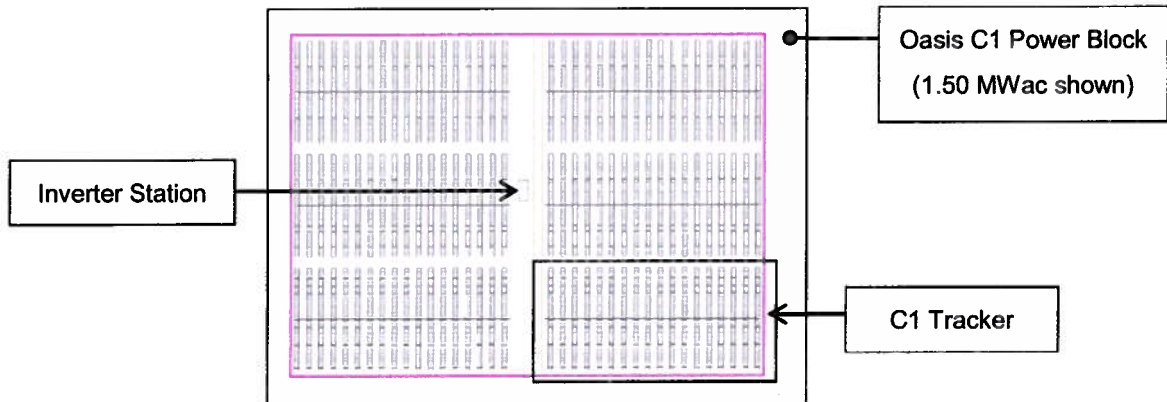 Oasis C1 Power Block
(1.50 MWac shown)
Inverter Station
C1 Tracker